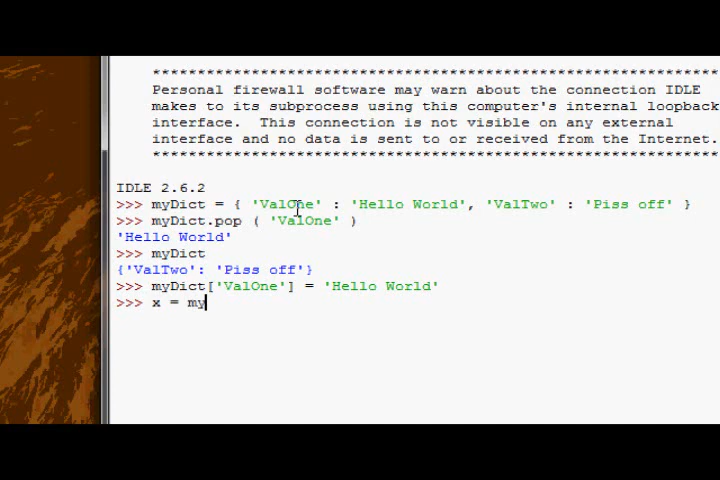 ****************************************************************
Personal firewall software may warn about the connection IDLE
makes to its subprocess using this computer's internal loopback
interface.  This connection is not visible on any external
interface and no data is sent to or received from the Internet.
****************************************************************
IDLE 2.6.2
>>> myDict = { 'ValOne' : 'Hello World', 'ValTwo' : 'Piss off' }
>>> myDict.pop ( 'ValOne' )
'Hello World'
>>> myDict
{'ValTwo': 'Piss off'}
>>> myDict['ValOne'] = 'Hello World'
>>> x = my